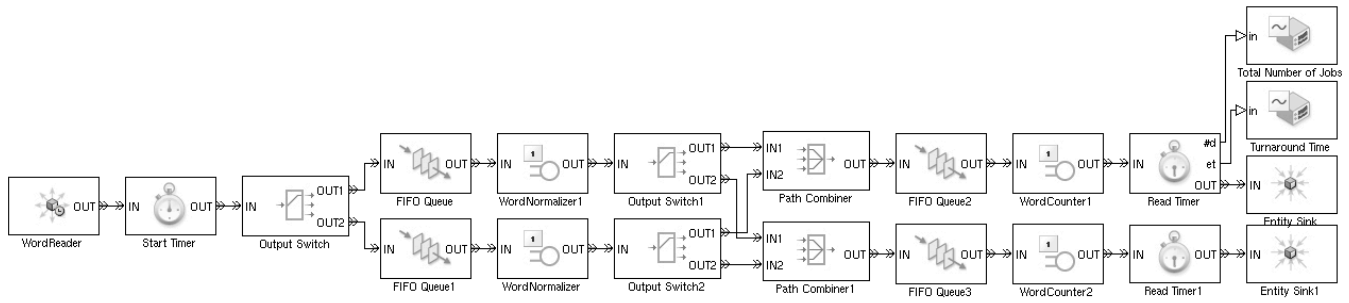 in
Total Number of Jobs
in
Turnaround Time
OUT
WordReader
IN OUT
Start Timer
IN OUT1 OUT2
Output Switch
IN OUT
FIFO Queue
IN 1 OUT
WordNormalizer1
IN OUT1 OUT2
Output Switch1
IN1 IN2 OUT
Path Combiner
IN OUT
FIFO Queue2
IN 1 OUT
WordCounter1
IN #d et OUT
Read Timer
IN
Entity Sink
IN OUT
FIFO Queue1
IN 1 OUT
WordNormalizer
IN OUT1 OUT2
Output Switch2
IN1 IN2 OUT
Path Combiner1
IN OUT
FIFO Queue3
IN 1 OUT
WordCounter2
IN OUT
Read Timer1
IN
Entity Sink1